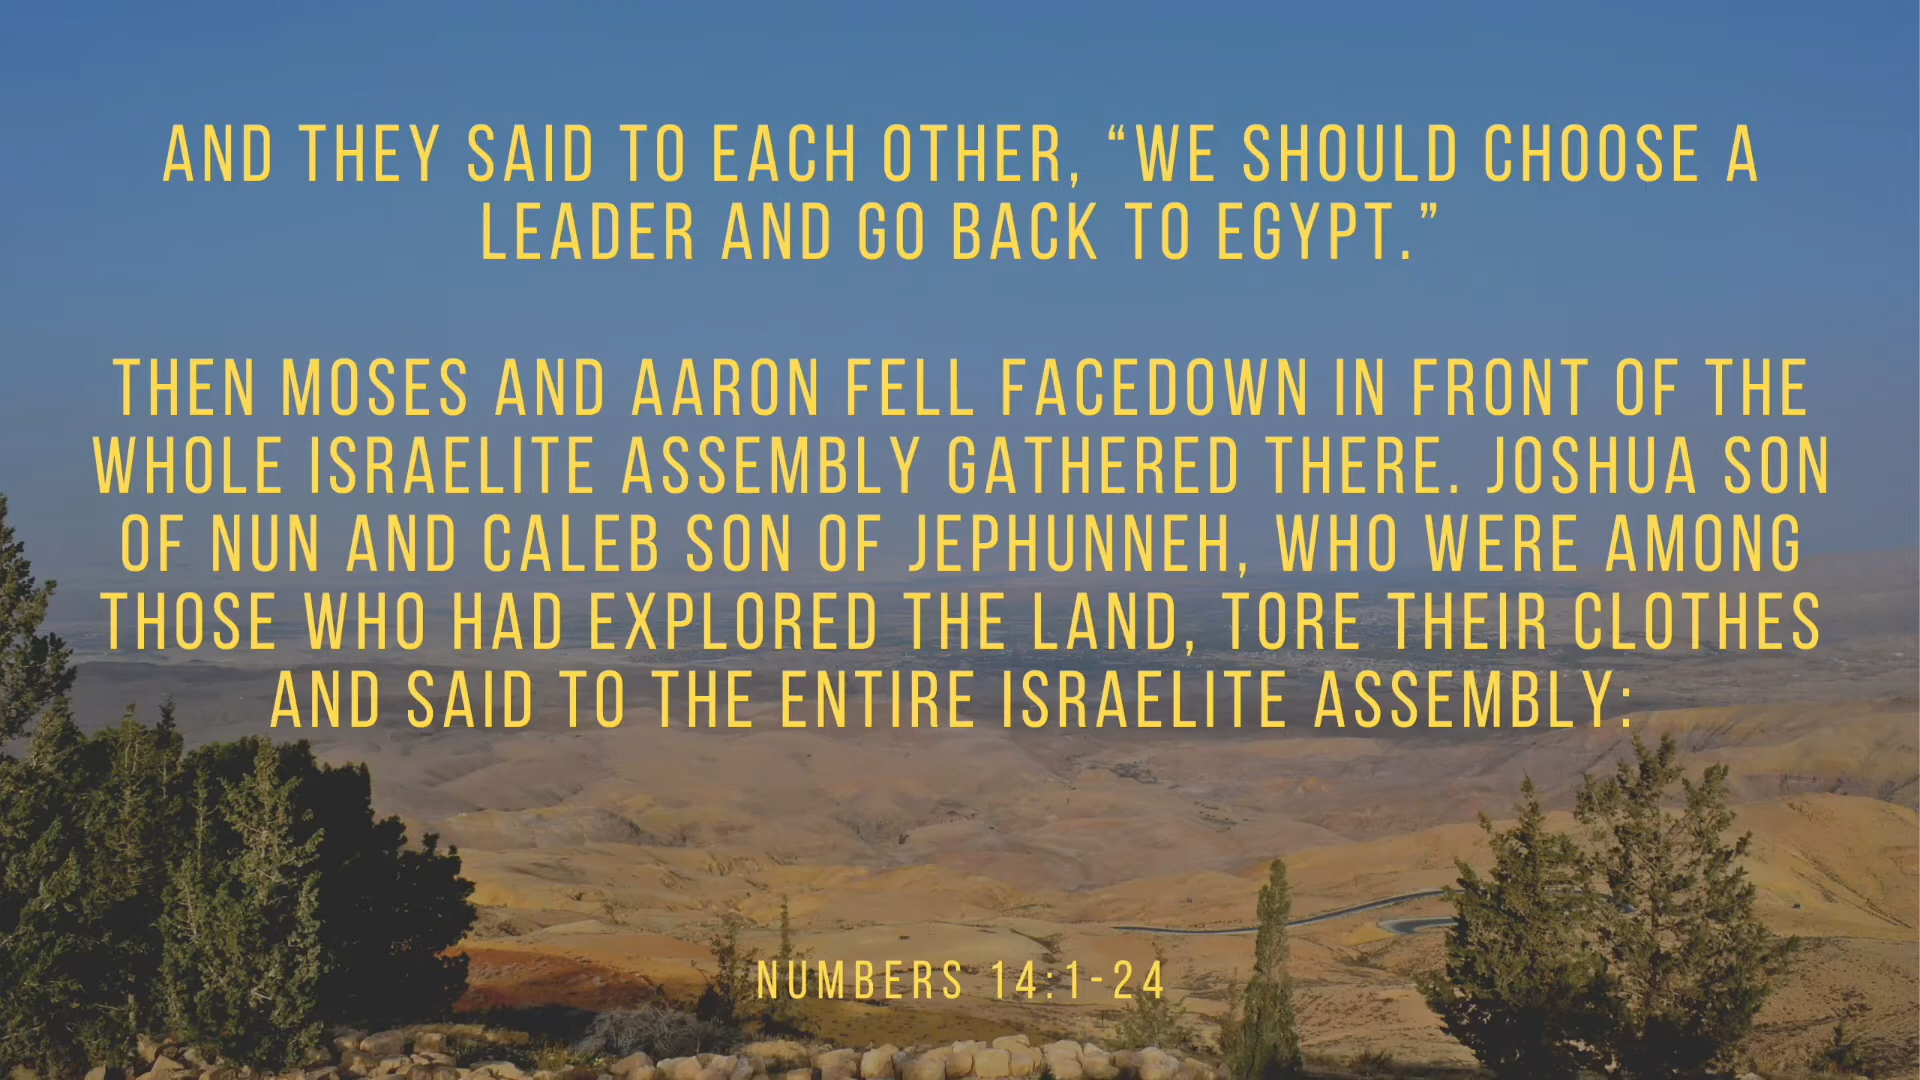 AND THEY SAID TO EACH OTHER, “WE SHOULD CHOOSE A
LEADER AND GO BACK TO EGYPT.”
THEN MOSES AND AARON FELL FACEDOWN IN FRONT OF THE
WHOLE ISRAELITE ASSEMBLY GATHERED THERE. JOSHUA SON
OF NUN AND CALEB SON OF JEPHUNNEH, WHO WERE AMONG
THOSE WHO HAD EXPLORED THE LAND, TORE THEIR CLOTHES
AND SAID TO THE ENTIRE ISRAELITE ASSEMBLY:
NUMBERS 14:1-24